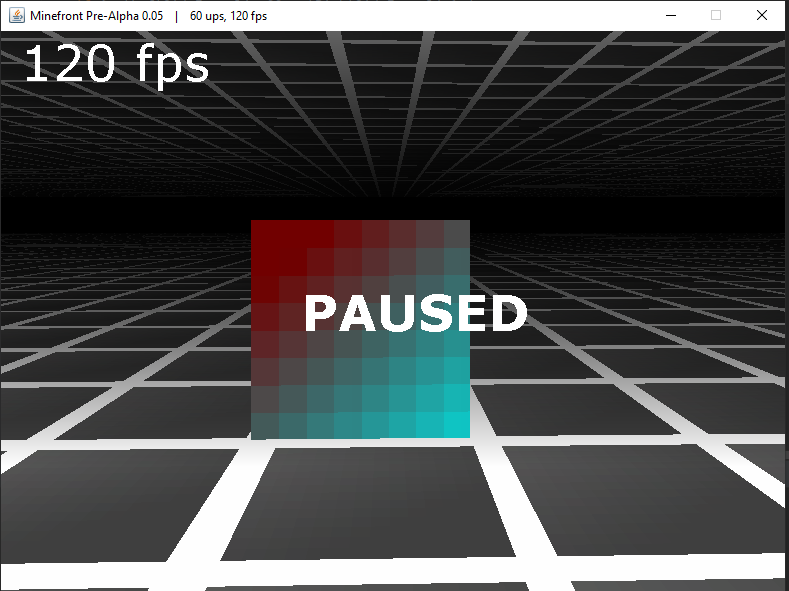 Minefront Pre-Alpha 0.05 | 60 ups, 120 fps
120 fps
PAUSED